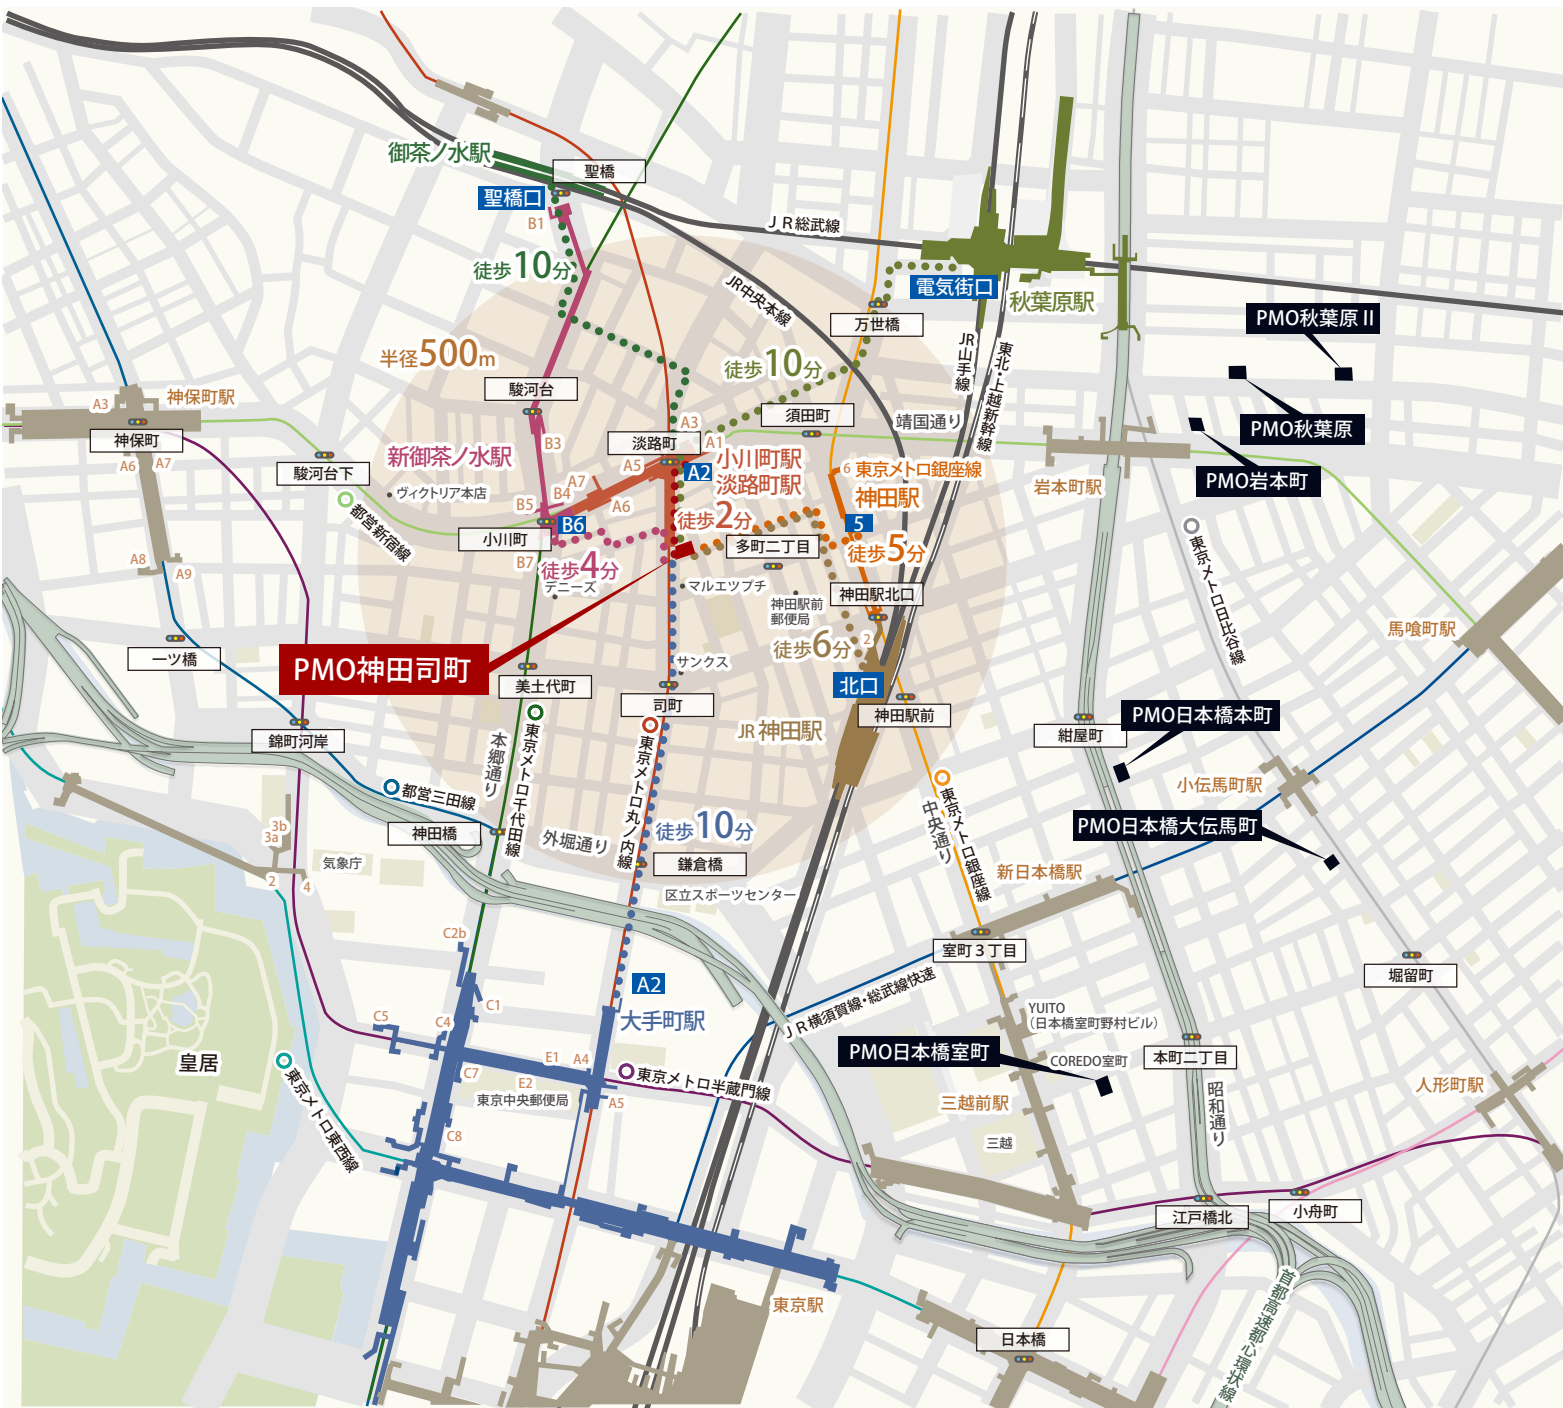 御茶ノ水駅
聖橋
聖橋口
B1
徒歩10分
JR総武線
電気街口
秋葉原駅
PMO秋葉原 II
PMO秋葉原
PMO岩本町
JR中央本線
万世橋
JR山手線
東北・上越新幹線
半径500m
徒歩10分
駿河台
須田町
靖国通り
神保町駅
A3
神保町
A6
A7
駿河台下
新御茶ノ水駅
B3
淡路町
A3
A1
A5
A2
小川町駅
淡路町駅
徒歩2分
6
東京メトロ銀座線
神田駅
5
徒歩5分
岩本町駅
ヴィクトリア本店
都営新宿線
A7
B4
B5
A6
B6
小川町
B7
徒歩4分
デニーズ
多町二丁目
マルエツプチ
神田駅前
郵便局
神田駅北口
2
徒歩6分
北口
神田駅前
JR 神田駅
A8
A9
一ツ橋
PMO神田司町
サンクス
美土代町
司町
東京メトロ日比谷線
馬喰町駅
錦町河岸
本郷通り
東京メトロ千代田線
東京メトロ丸ノ内線
紺屋町
PMO日本橋本町
小伝馬町駅
都営三田線
神田橋
外堀通り
徒歩10分
鎌倉橋
区立スポーツセンター
中央通り
東京メトロ銀座線
新日本橋駅
PMO日本橋大伝馬町
3b
3a
2
4
気象庁
室町3丁目
堀留町
C2b
C1
C5
C4
A2
大手町駅
JR横須賀線・総武線快速
YUITO
(日本橋室町野村ビル)
PMO日本橋室町
COREDO室町
本町二丁目
皇居
東京メトロ東西線
C7
E1
A4
E2
東京中央郵便局
A5
東京メトロ半蔵門線
三越前駅
三越
昭和通り
人形町駅
C8
江戸橋北
小舟町
東京駅
日本橋
首都高速都心環状線